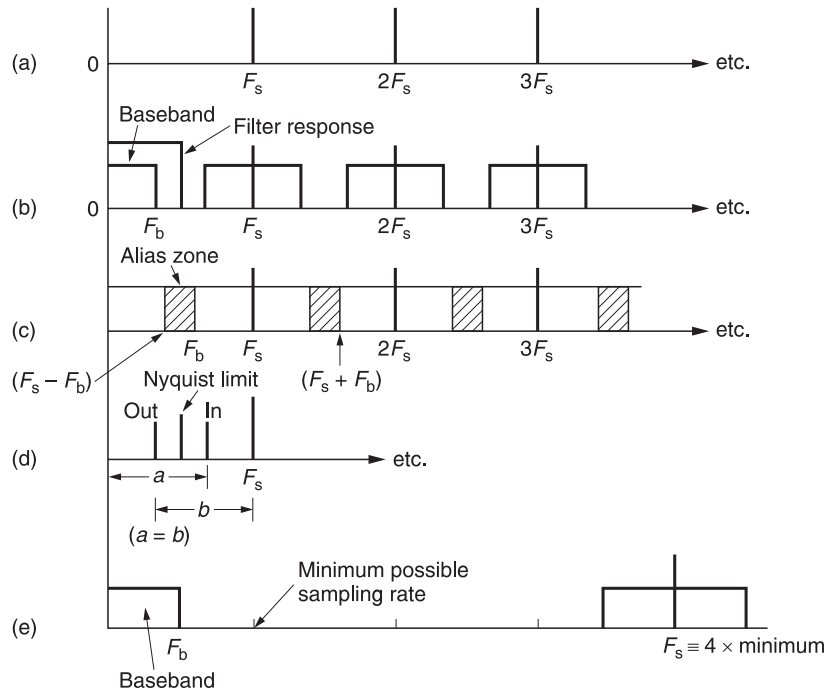 (a) 0 etc.
Fs 2Fs 3Fs
Baseband
Filter response
(b) 0 etc.
Fb Fs 2Fs 3Fs
Alias zone
(c) etc.
Fb Fs 2Fs 3Fs
(Fs – Fb) (Fs + Fb)
Nyquist limit
Out In
(d) etc.
a Fs
b
(a = b)
Minimum possible
sampling rate
(e)
Fb Fs ≡ 4 × minimum
Baseband